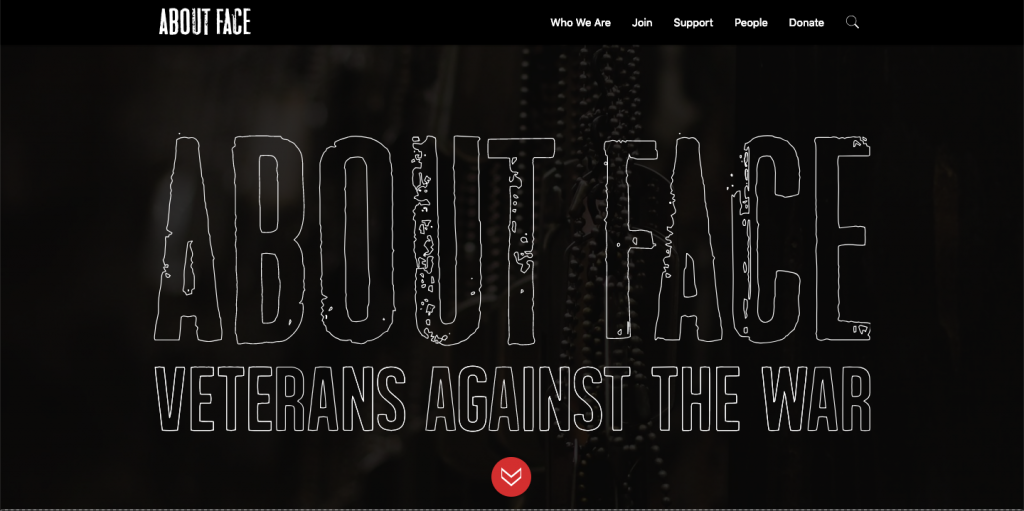 ABOUT FACE
Who We Are Join Support People Donate
ABOUT FACE
VETERANS AGAINST THE WAR